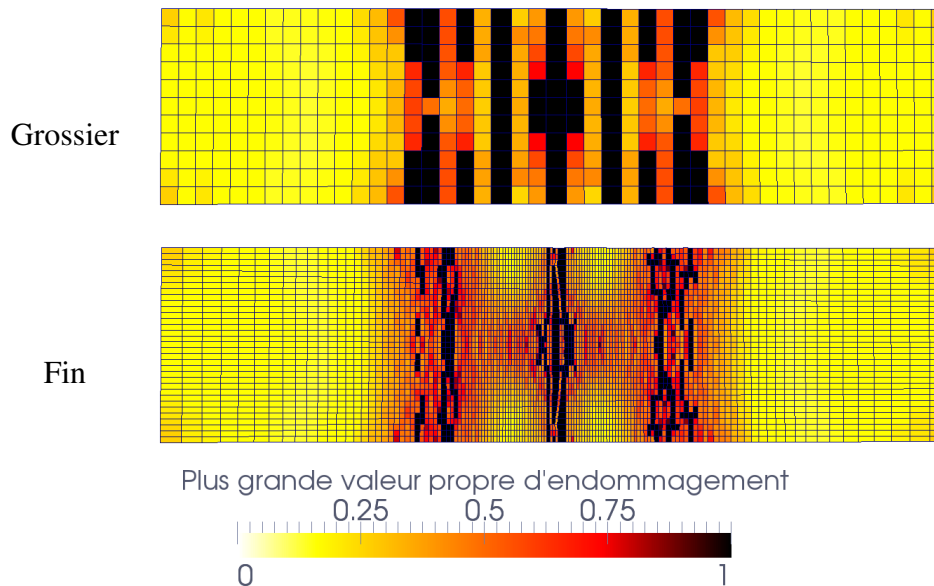 Grossier
Fin
Plus grande valeur propre d'endommagement
0.25 0.5 0.75
0 1